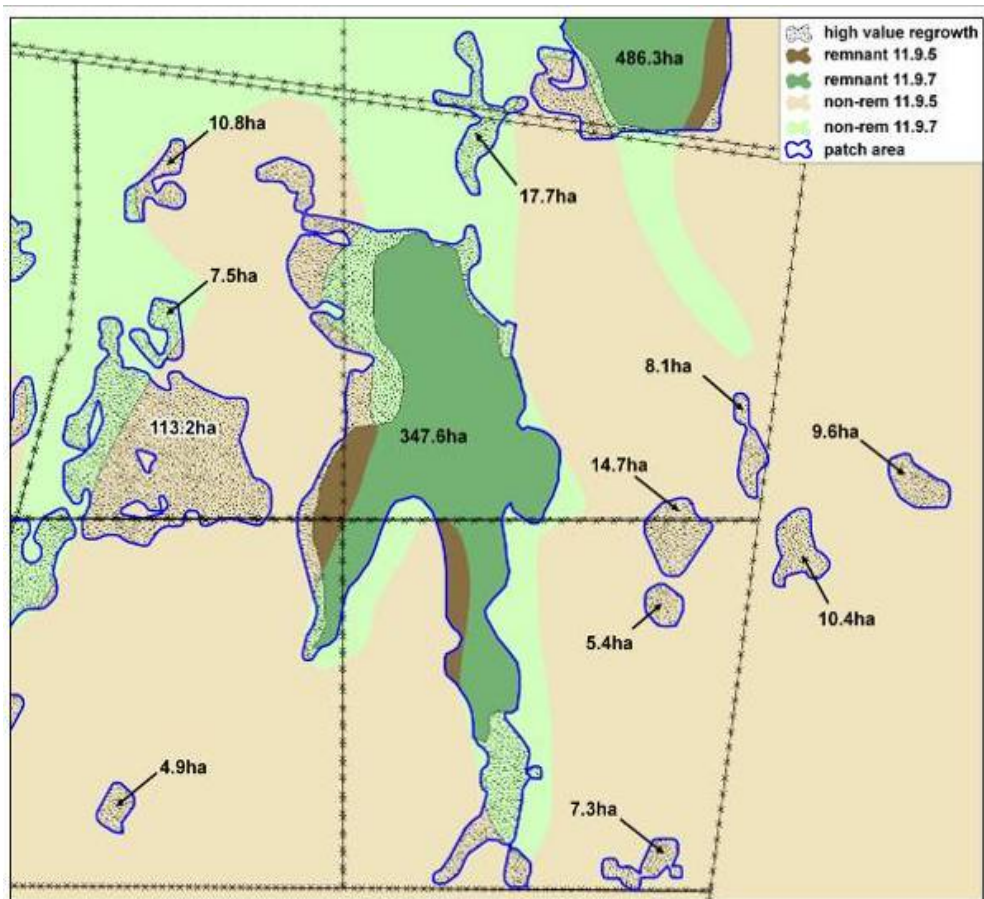 high value regrowth
remnant 11.9.5
remnant 11.9.7
non-rem 11.9.5
non-rem 11.9.7
patch area
486.3ha
10.8ha
17.7ha
7.5ha
8.1ha
113.2ha
347.6ha
9.6ha
14.7ha
5.4ha
10.4ha
4.9ha
7.3ha